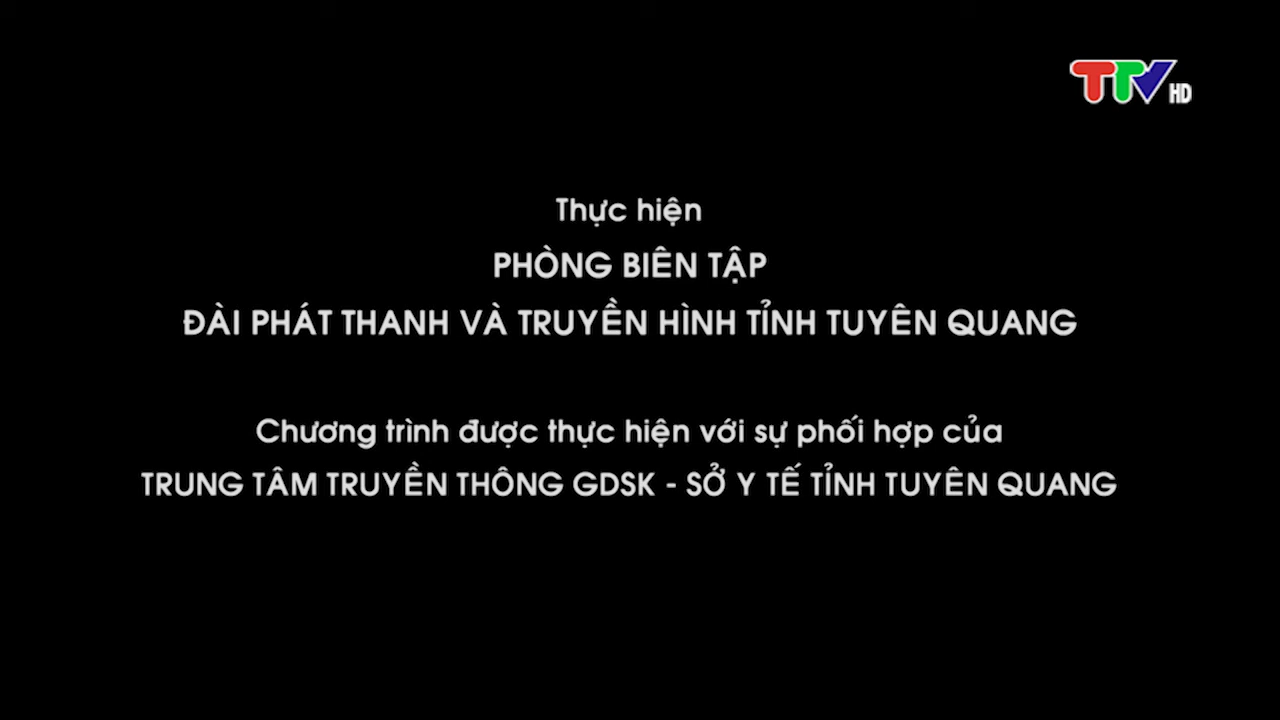 TTV HD
Thực hiện
PHÒNG BIÊN TẬP
ĐÀI PHÁT THANH VÀ TRUYỀN HÌNH TỈNH TUYÊN QUANG
Chương trình được thực hiện với sự phối hợp của
TRUNG TÂM TRUYỀN THÔNG GDSK - SỞ Y TẾ TỈNH TUYÊN QUANG